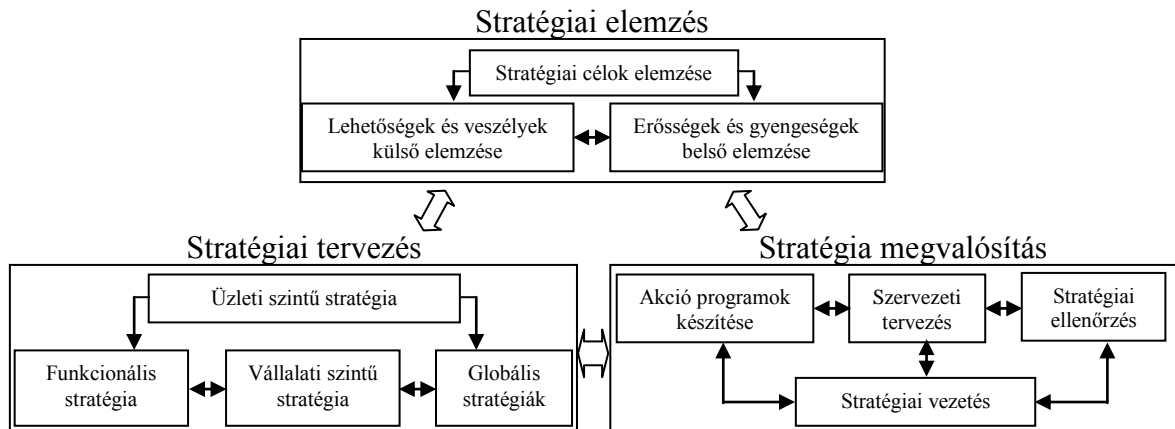 Stratégiai elemzés
Stratégiai célok elemzése
Lehetőségek és veszélyek
külső elemzése
Erősségek és gyengeségek
belső elemzése
Stratégiai tervezés
Üzleti szintű stratégia
Funkcionális
stratégia
Vállalati szintű
stratégia
Globális
stratégiák
Stratégia megvalósítás
Akció programok
készítése
Szervezeti
tervezés
Stratégiai
ellenőrzés
Stratégiai vezetés